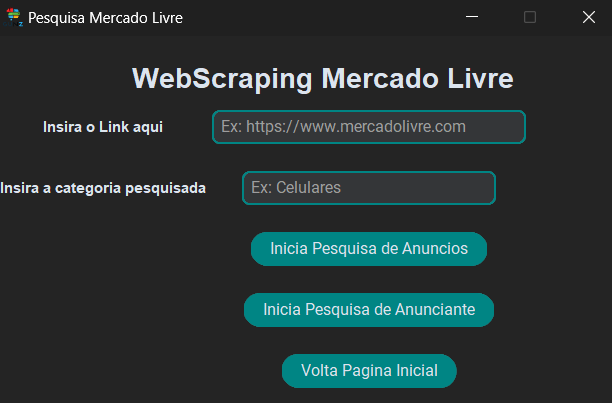 Pesquisa Mercado Livre
WebScraping Mercado Livre
Insira o Link aqui
Ex: https://www.mercadolivre.com
Insira a categoria pesquisada
Ex: Celulares
Inicia Pesquisa de Anuncios
Inicia Pesquisa de Anunciante
Volta Pagina Inicial